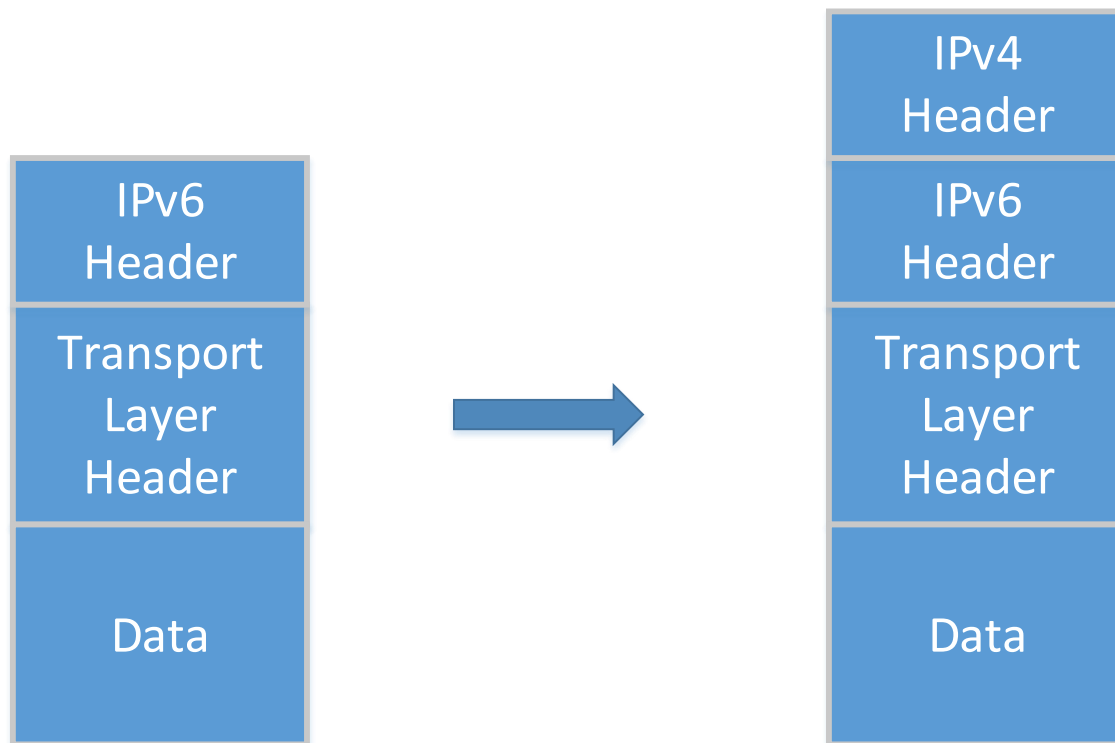 IPv6
Header
Transport
Layer
Header
Data
IPv4
Header
IPv6
Header
Transport
Layer
Header
Data